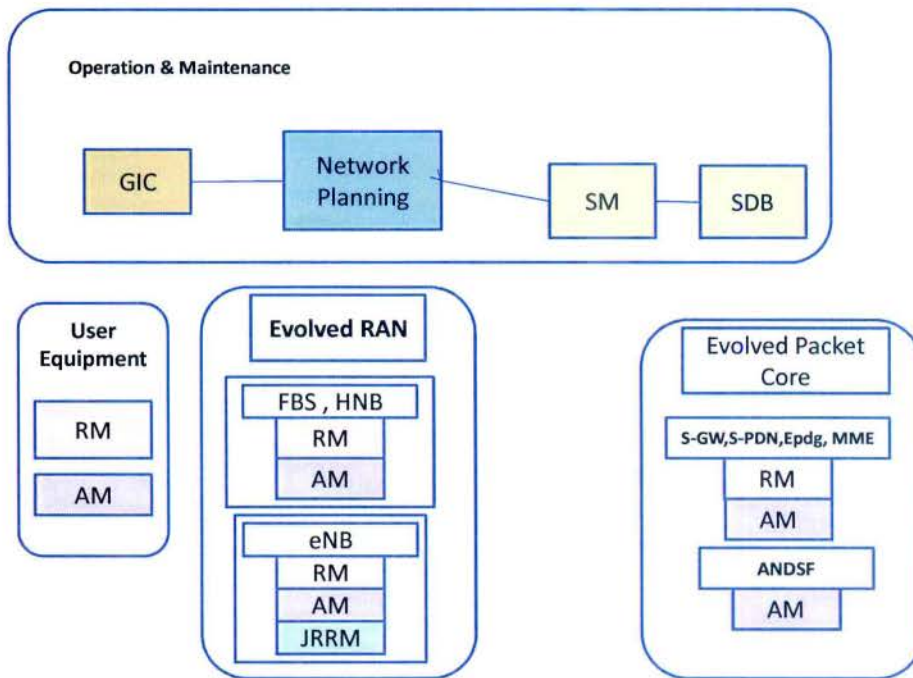 Operation & Maintenance
GIC
Network
Planning
SM
SDB
User
Equipment
RM
AM
Evolved RAN
FBS , HNB
RM
AM
eNB
RM
AM
JRRM
Evolved Packet
Core
S-GW,S-PDN,Epdg, MME
RM
AM
ANDSF
AM